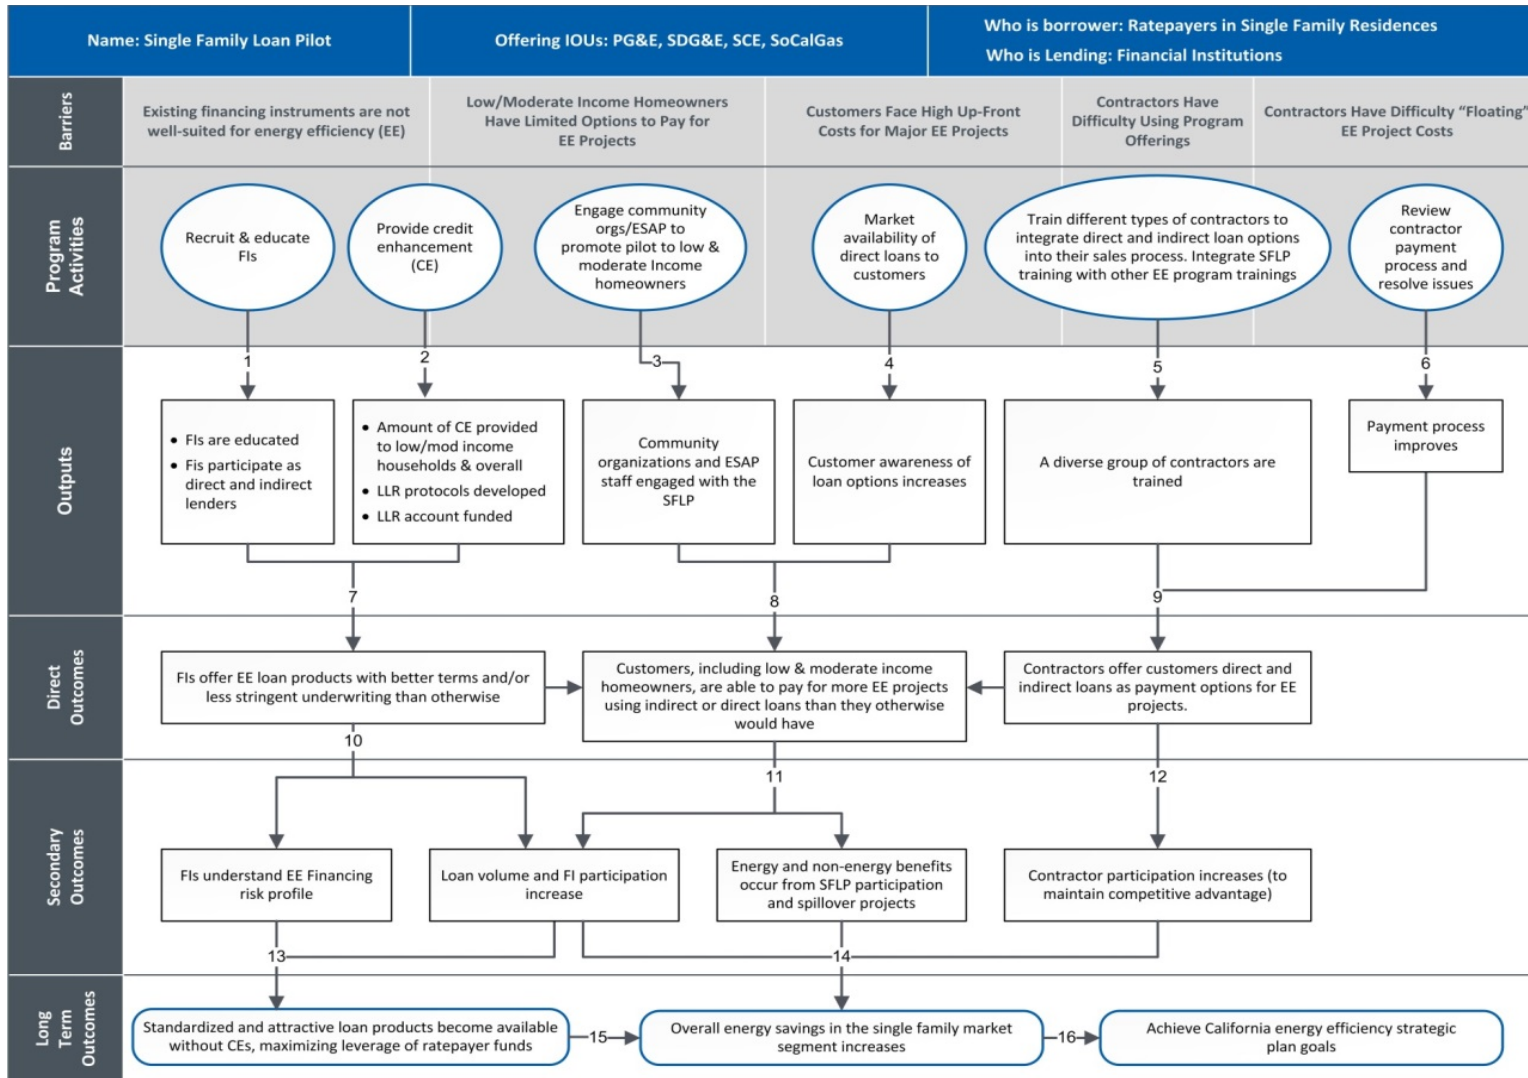 Name: Single Family Loan Pilot
Offering IOUs: PG&E, SDG&E, SCE, SoCalGas
Who is borrower: Ratepayers in Single Family Residences
Who is Lending: Financial Institutions
Barriers
Existing financing instruments are not
well-suited for energy efficiency (EE)
Low/Moderate Income Homeowners
Have Limited Options to Pay for
EE Projects
Customers Face High Up-Front
Costs for Major EE Projects
Contractors Have
Difficulty Using Program
Offerings
Contractors Have Difficulty “Floating”
EE Project Costs
Program
Activities
Recruit & educate
FIs
Provide credit
enhancement
(CE)
Engage community
orgs/ESAP to
promote pilot to low &
moderate Income
homeowners
Market
availability of
direct loans to
customers
Train different types of contractors to
integrate direct and indirect loan options
into their sales process. Integrate SFLP
training with other EE program trainings
Review
contractor
payment
process and
resolve issues
1
2
3
4
5
6
Outputs
• FIs are educated
• Fis participate as
direct and indirect
lenders
• Amount of CE provided
to low/mod income
households & overall
• LLR protocols developed
• LLR account funded
Community
organizations and ESAP
staff engaged with the
SFLP
Customer awareness of
loan options increases
A diverse group of contractors are
trained
Payment process
improves
7
8
9
Direct
Outcomes
FIs offer EE loan products with better terms and/or
less stringent underwriting than otherwise
Customers, including low & moderate income
homeowners, are able to pay for more EE projects
using indirect or direct loans than they otherwise
would have
Contractors offer customers direct and
indirect loans as payment options for EE
projects.
10
11
12
Secondary
Outcomes
FIs understand EE Financing
risk profile
Loan volume and FI participation
increase
Energy and non-energy benefits
occur from SFLP participation
and spillover projects
Contractor participation increases (to
maintain competitive advantage)
13
14
Long
Term
Outcomes
Standardized and attractive loan products become available
without CEs, maximizing leverage of ratepayer funds
15
Overall energy savings in the single family market
segment increases
16
Achieve California energy efficiency strategic
plan goals